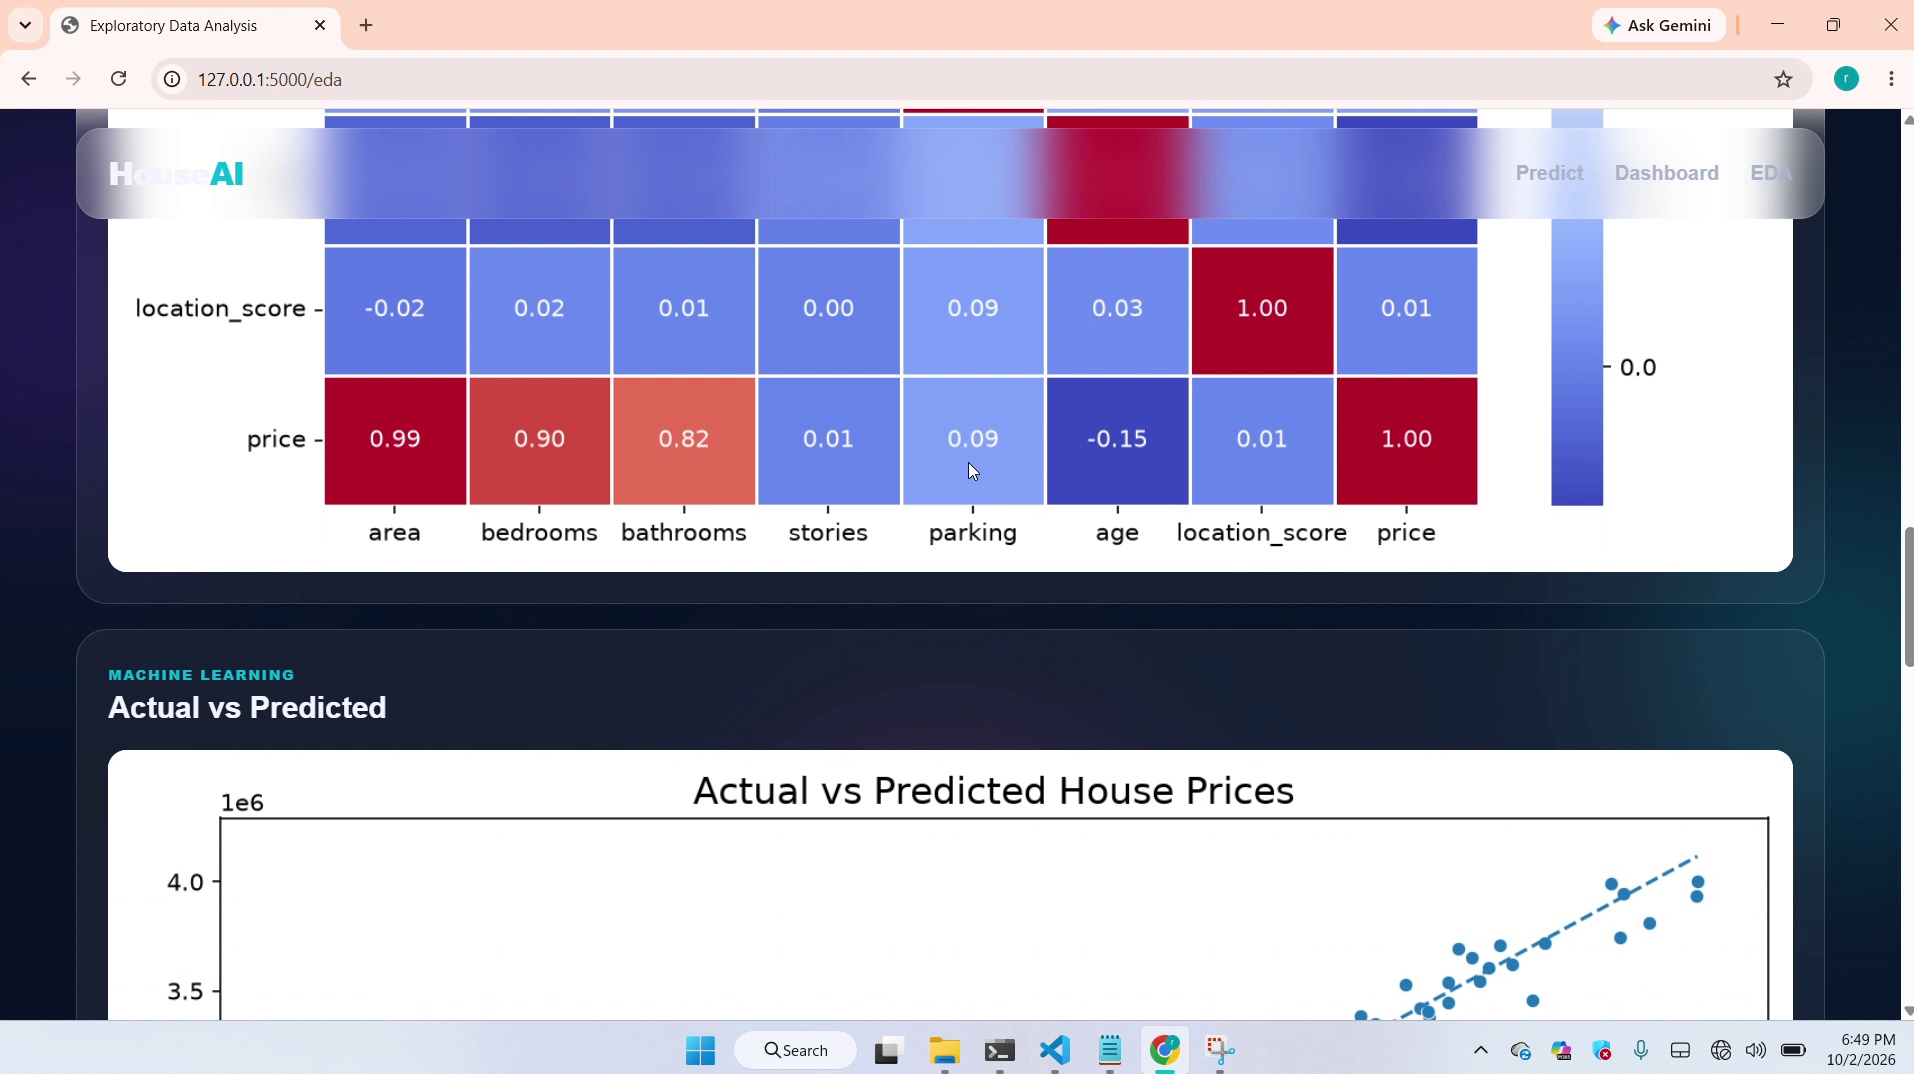 Exploratory Data Analysis
Ask Gemini
127.0.0.1:5000/eda
r
HouseAI
Predict Dashboard EDA
location_score -0.02 0.02 0.01 0.00 0.09 0.03 1.00 0.01
0.0
price 0.99 0.90 0.82 0.01 0.09 -0.15 0.01 1.00
area bedrooms bathrooms stories parking age location_score price
MACHINE LEARNING
Actual vs Predicted
Actual vs Predicted House Prices
1e6
4.0
3.5
Search
6:49 PM
10/2/2026